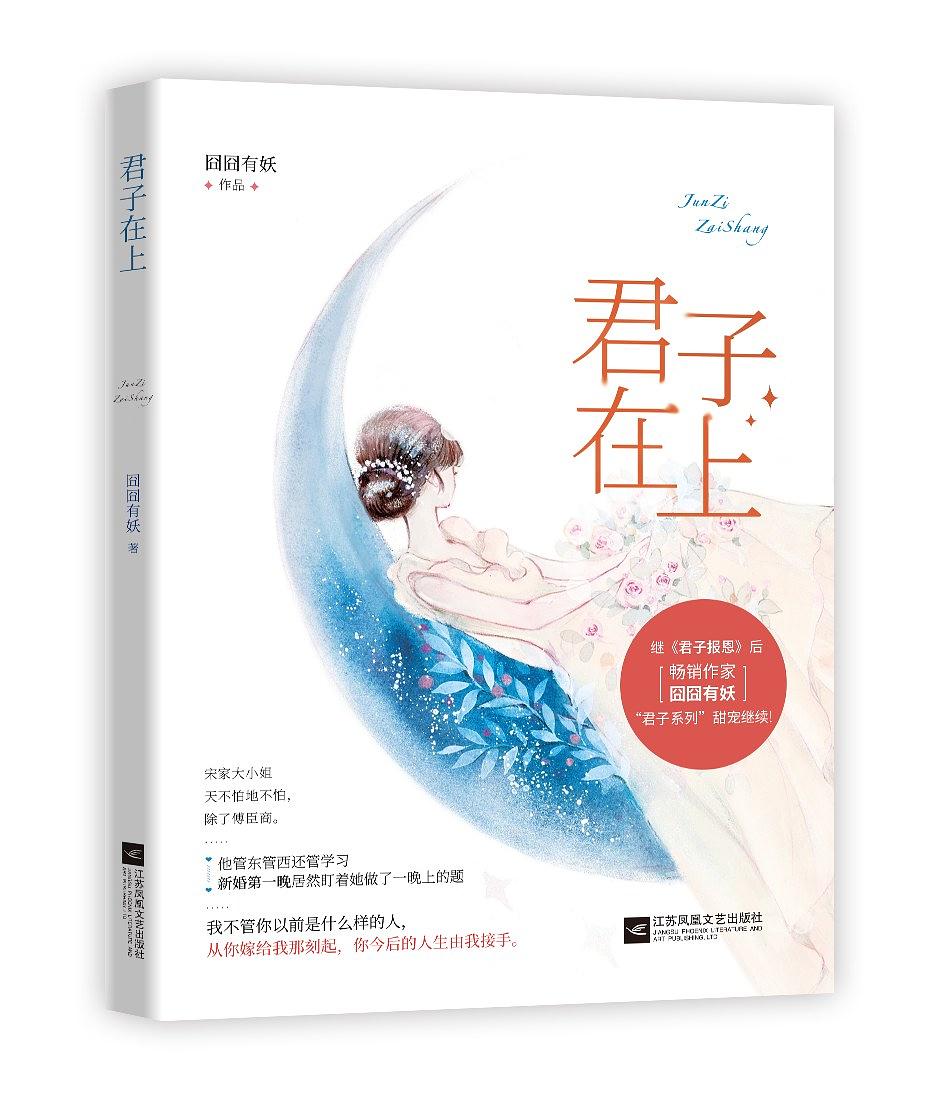 君子在上
JunZi
ZaiShang
囧囧有妖 著
江苏凤凰文艺出版社
JIANGSU PHOENIX LITERATURE AND
ART PUBLISHING, LTD
囧囧有妖
作品
JunZi
ZaiShang
君子
在上
继《君子报恩》后
畅销作家
囧囧有妖
“君子系列”甜宠继续!
宋家大小姐
天不怕地不怕，
除了傅臣商。
·····
他管东管西还管学习
新婚第一晚居然盯着她做了一晚上的题
·····
我不管你以前是什么样的人，
从你嫁给我那刻起，你今后的人生由我接手。
江苏凤凰文艺出版社
JIANGSU PHOENIX LITERATURE AND
ART PUBLISHING, LTD